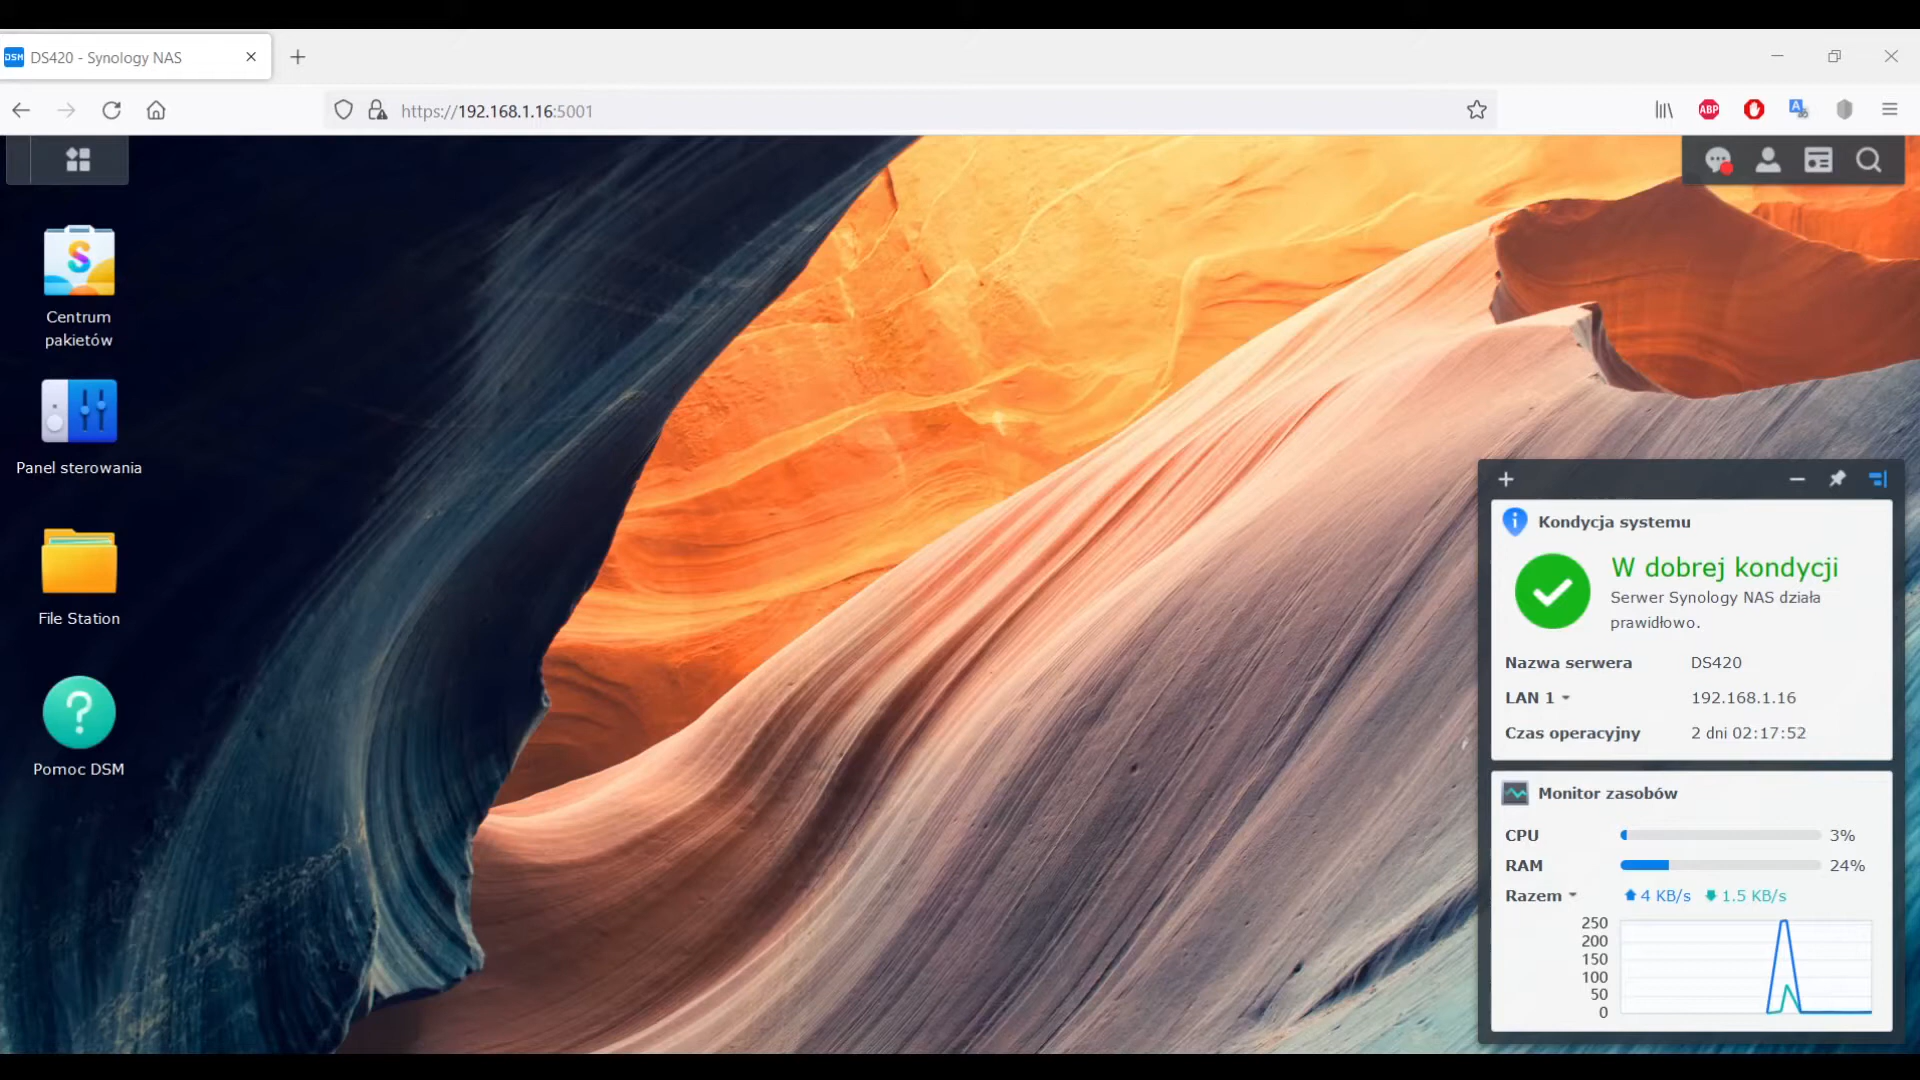 DSM DS420 - Synology NAS
https://192.168.1.16:5001
ABP
A
S
Centrum
pakietów
Panel sterowania
File Station
?
Pomoc DSM
Kondycja systemu
W dobrej kondycji
Serwer Synology NAS działa
prawidłowo.
Nazwa serwera DS420
LAN 1 192.168.1.16
Czas operacyjny 2 dni 02:17:52
Monitor zasobów
CPU 3%
RAM 24%
Razem 4 KB/s 1.5 KB/s
250
200
150
100
50
0